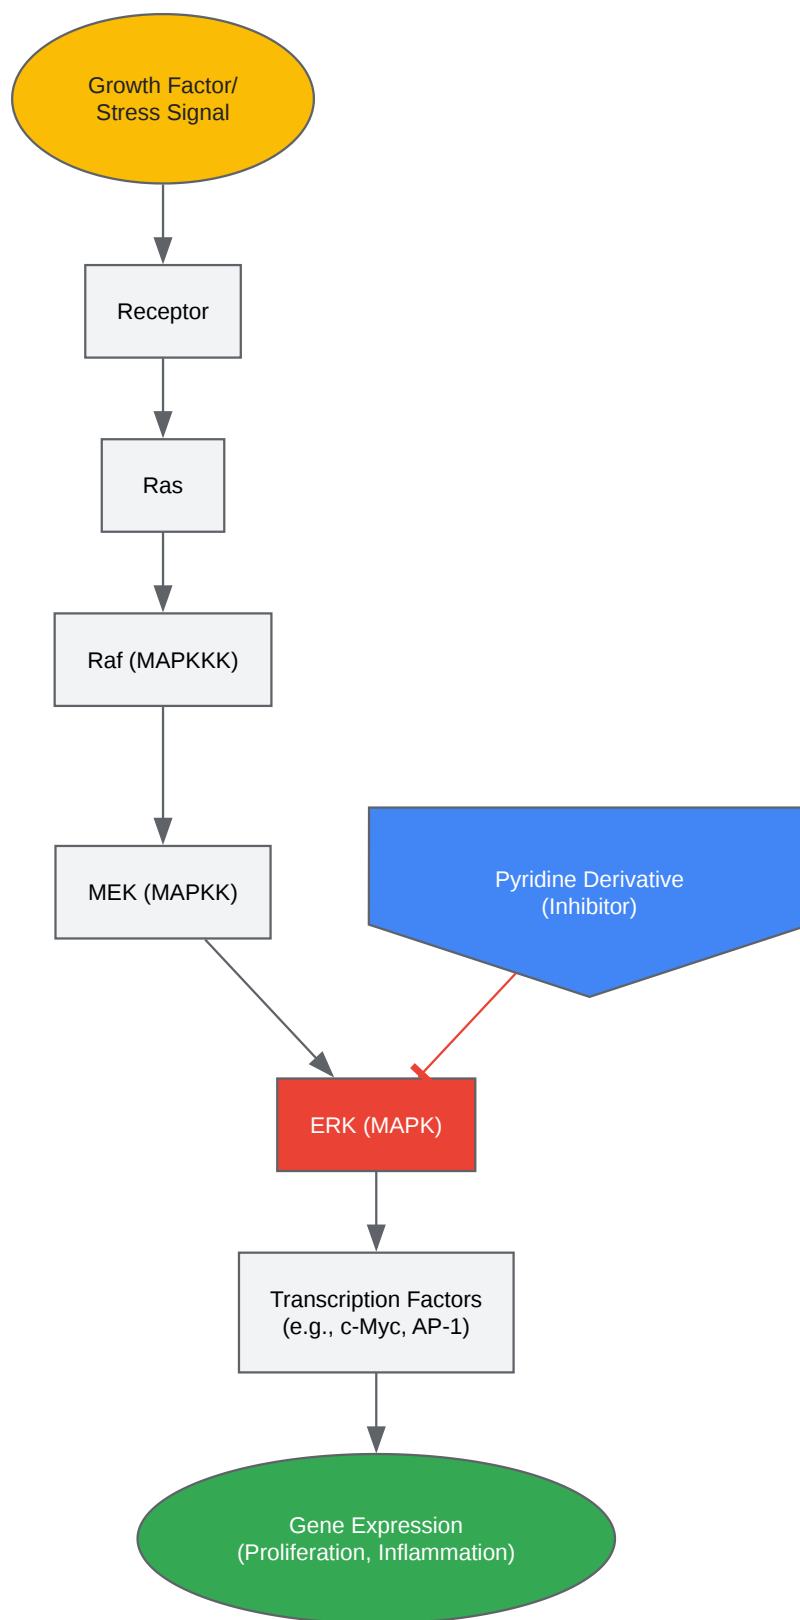 Growth Factor/
Stress Signal
Receptor
Ras
Raf (MAPKKK)
MEK (MAPKK)
Pyridine Derivative
(Inhibitor)
ERK (MAPK)
Transcription Factors
(e.g., c-Myc, AP-1)
Gene Expression
(Proliferation, Inflammation)